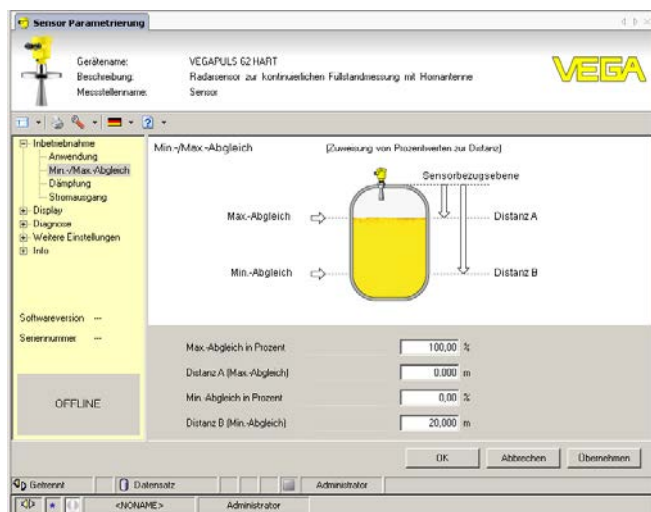 Sensor Parametrierung
Gerätename: VEGAPULS 62 HART
Beschreibung: Radarsensor zur kontinuierlichen Füllstandmessung mit Hornantenne
Messstellenname: Sensor
VEGA
Inbetriebnahme
Anwendung
Min.-/Max.-Abgleich
Dämpfung
Stromausgang
Display
Diagnose
Weitere Einstellungen
Info
Softwareversion ---
Seriennummer ---
OFFLINE
Min.-/Max.-Abgleich (Zuweisung von Prozentwerten zur Distanz)
Sensorbezugsebene
Max.-Abgleich Distanz A
Min.-Abgleich Distanz B
Max.-Abgleich in Prozent 100,00 %
Distanz A (Max.-Abgleich) 0.000 m
Min.-Abgleich in Prozent 0,00 %
Distanz B (Min.-Abgleich) 20,000 m
OK Abbrechen Übernehmen
Getrennt Datensatz Administrator
<NONAME> Administrator